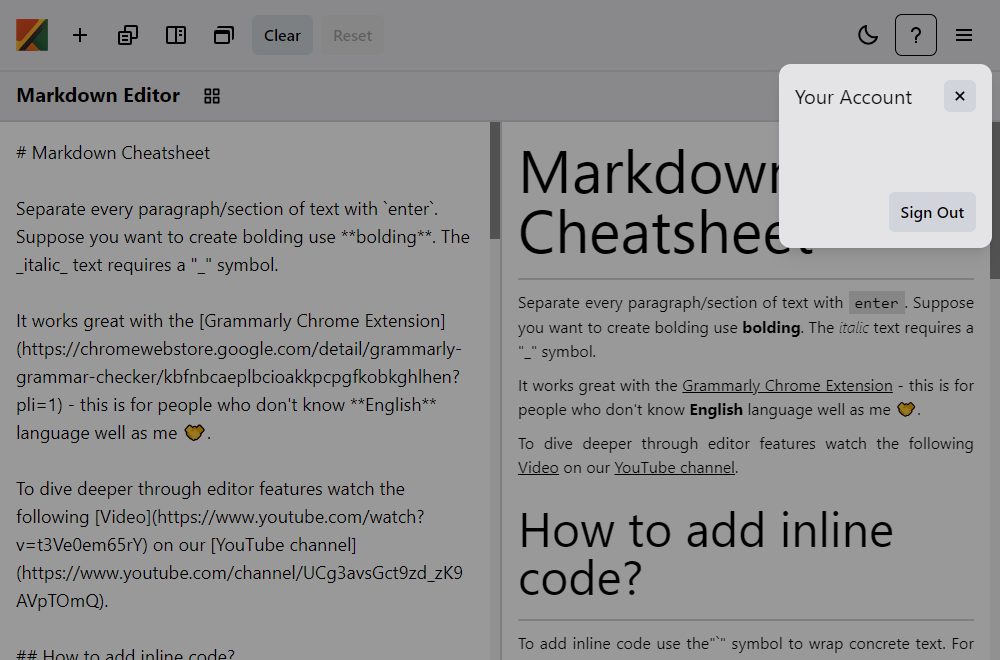 Clear
Reset
?
Markdown Editor
Your Account
Sign Out
# Markdown Cheatsheet
Separate every paragraph/section of text with `enter`.
Suppose you want to create bolding use **bolding**. The
_italic_ text requires a "_" symbol.
It works great with the [Grammarly Chrome Extension]
(https://chromewebstore.google.com/detail/grammarly-
grammar-checker/kbfnbcaeplbcioakkpcpgfkobkghlhen?
pli=1) - this is for people who don't know **English**
language well as me 🤝.
To dive deeper through editor features watch the
following [Video](https://www.youtube.com/watch?
v=t3Ve0em65rY) on our [YouTube channel]
(https://www.youtube.com/channel/UCg3avsGct9zd_zK9
AVpTOmQ).
## How to add inline code?
Markdown
Cheatsheet
Separate every paragraph/section of text with enter. Suppose
you want to create bolding use bolding. The italic text requires a
"_" symbol.
It works great with the Grammarly Chrome Extension - this is for
people who don't know English language well as me 🤝.
To dive deeper through editor features watch the following
Video on our YouTube channel.
How to add inline
code?
To add inline code use the"`" symbol to wrap concrete text. For